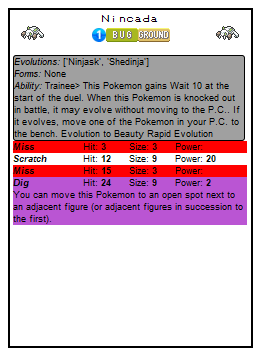 Nincada
1 BUG GROUND
Evolutions: ['Ninjask', 'Shedinja']
Forms: None
Ability: Trainee> This Pokemon gains Wait 10 at the
start of the duel. When this Pokemon is knocked out
in battle, it may evolve without moving to the P.C.. If
it evolves, move one of the Pokemon in your P.C. to
the bench. Evolution to Beauty Rapid Evolution
Miss Hit: 3 Size: 3 Power:
Scratch Hit: 12 Size: 9 Power: 20
Miss Hit: 15 Size: 3 Power:
Dig Hit: 24 Size: 9 Power: 2
You can move this Pokemon to an open spot next to
an adjacent figure (or adjacent figures in succession to
the first).